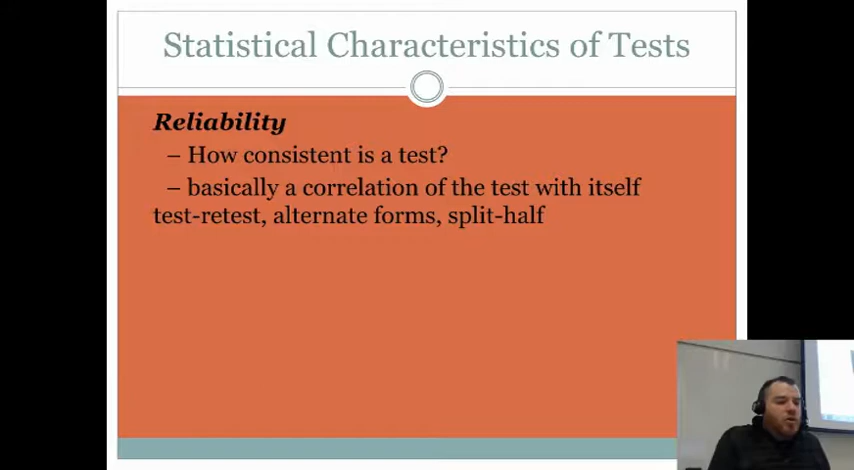 Statistical Characteristics of Tests
Reliability
– How consistent is a test?
– basically a correlation of the test with itself
test-retest, alternate forms, split-half